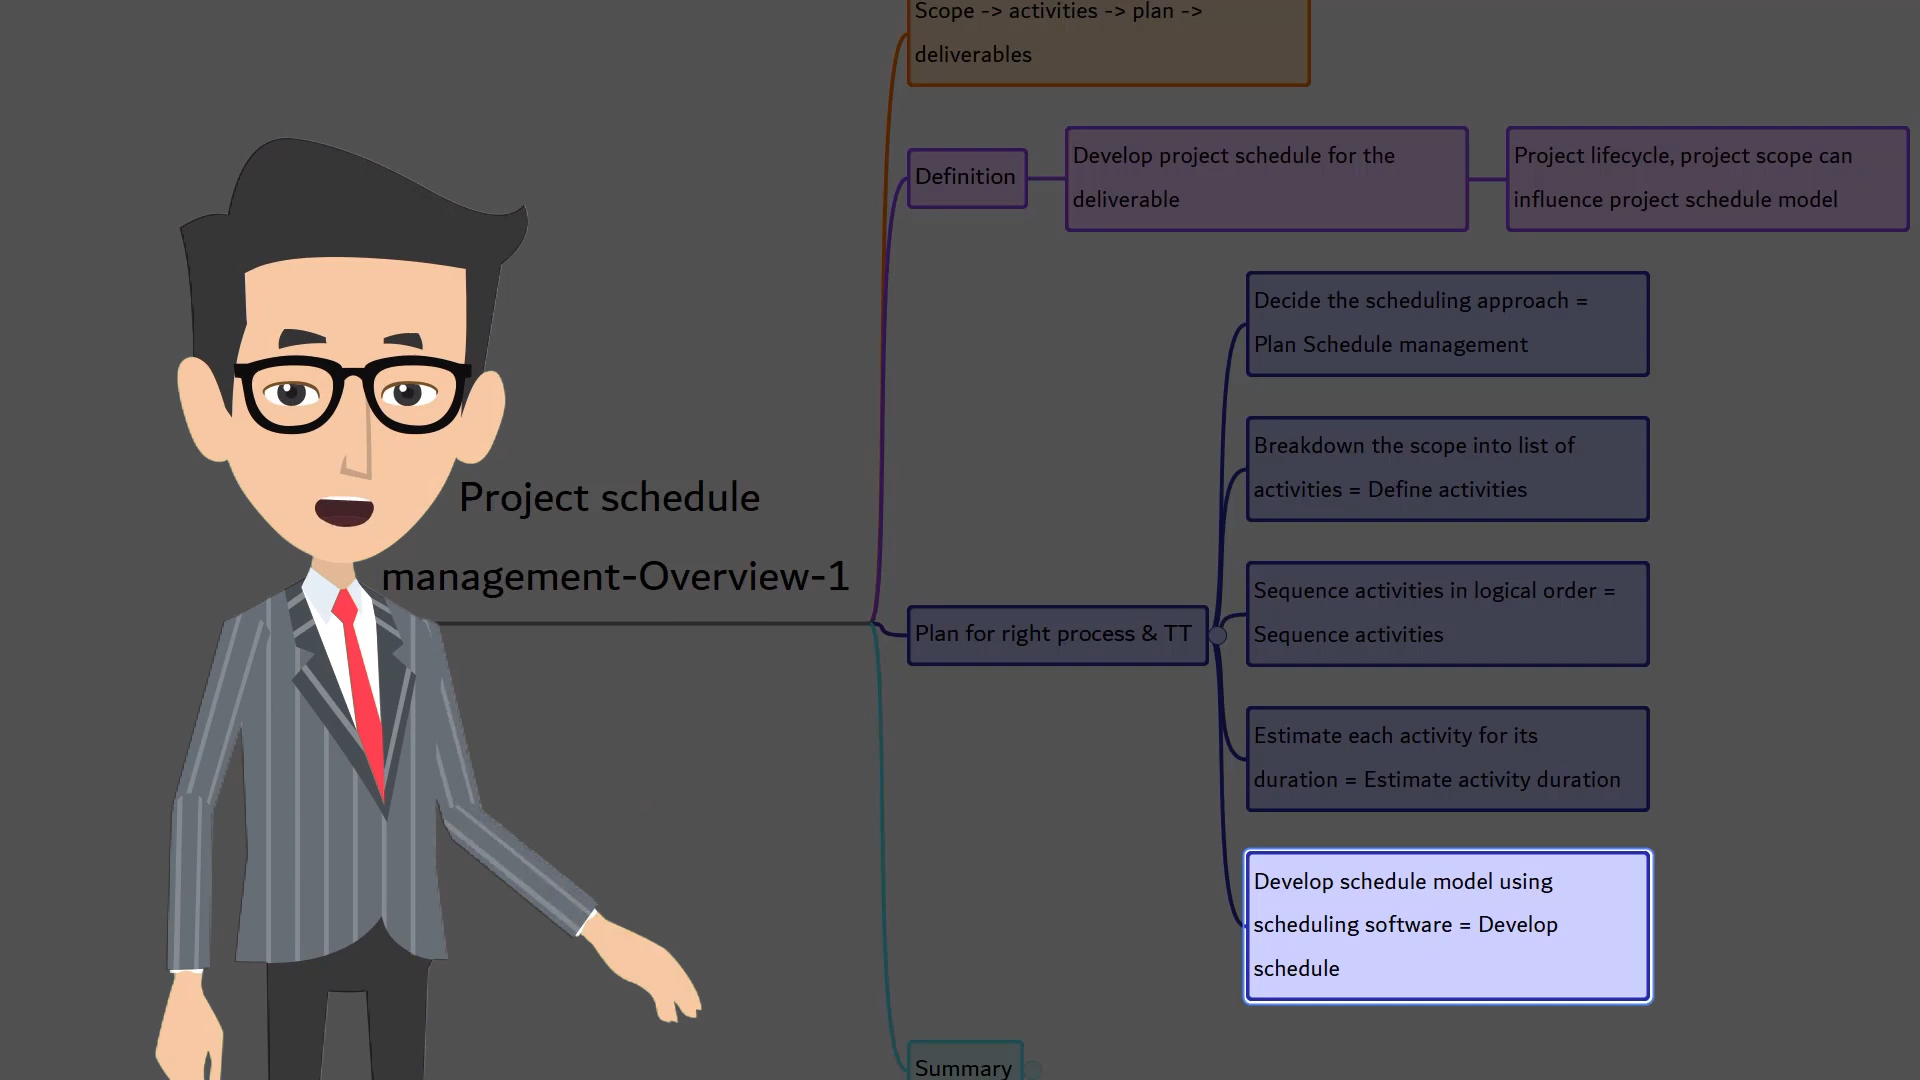 Scope -> activities -> plan ->
deliverables
Definition
Develop project schedule for the
deliverable
Project lifecycle, project scope can
influence project schedule model
Project schedule
management-Overview-1
Plan for right process & TT
Decide the scheduling approach =
Plan Schedule management
Breakdown the scope into list of
activities = Define activities
Sequence activities in logical order =
Sequence activities
Estimate each activity for its
duration = Estimate activity duration
Develop schedule model using
scheduling software = Develop
schedule
Summary